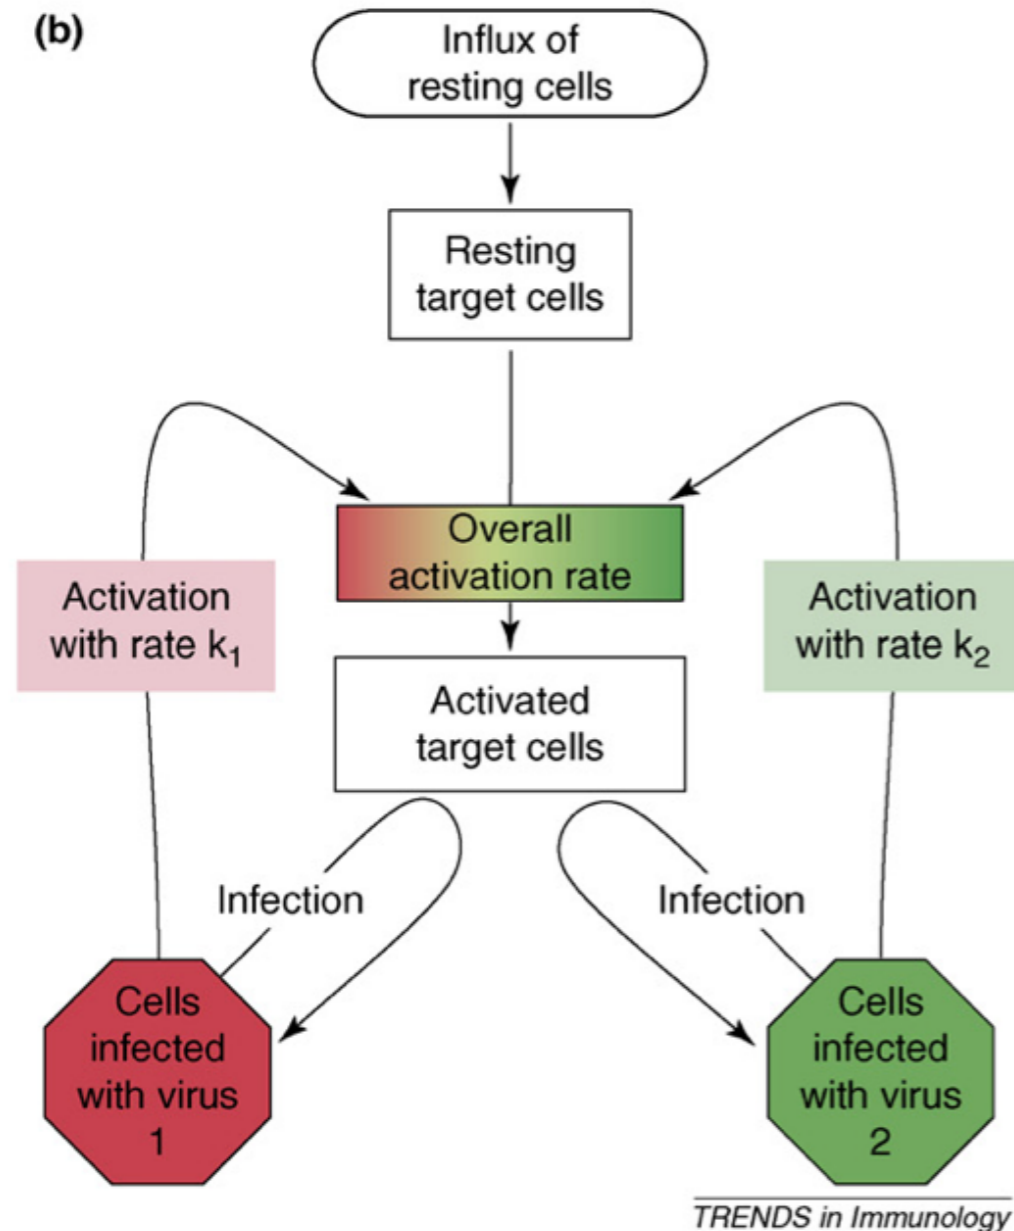 (b)
Influx of
resting cells
Resting
target cells
Overall
activation rate
Activation
with rate k₁
Activation
with rate k₂
Activated
target cells
Infection
Infection
Cells
infected
with virus
1
Cells
infected
with virus
2
TRENDS in Immunology